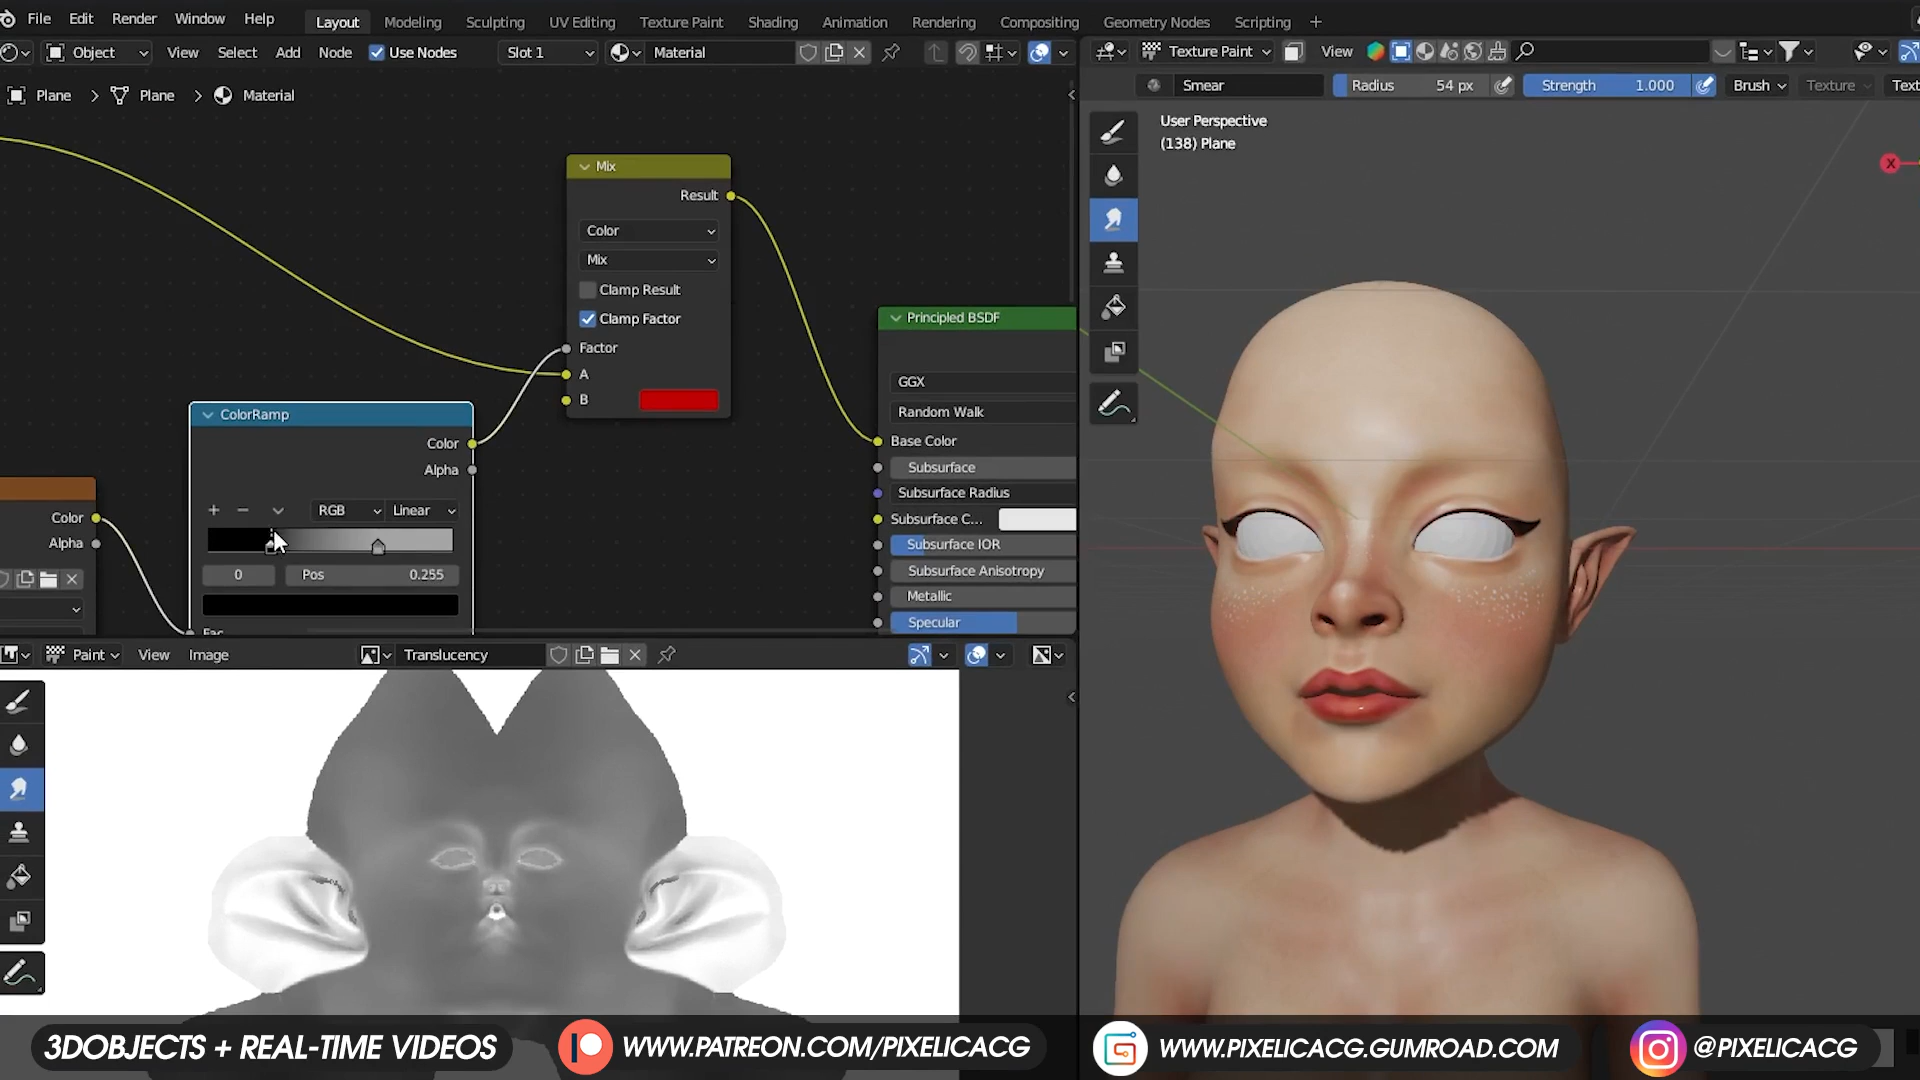 File Edit Render Window Help Layout Modeling Sculpting UV Editing Texture Paint Shading Animation Rendering Compositing Geometry Nodes Scripting +
Object View Select Add Node Use Nodes Slot 1 Material
Texture Paint View
Smear Radius 54 px Strength 1.000 Brush Texture Text
Plane > Plane > Material
User Perspective
(138) Plane
X
Mix
Result
Color
Mix
Clamp Result
Clamp Factor
Factor
A
B
Principled BSDF
GGX
Random Walk
Base Color
Subsurface
Subsurface Radius
Subsurface C...
Subsurface IOR
Subsurface Anisotropy
Metallic
Specular
ColorRamp
Color
Alpha
+ − RGB Linear
0 Pos 0.255
Fac
Color
Alpha
Paint View Image Translucency
3DOBJECTS + REAL-TIME VIDEOS
WWW.PATREON.COM/PIXELICACG
WWW.PIXELICACG.GUMROAD.COM
@PIXELICACG